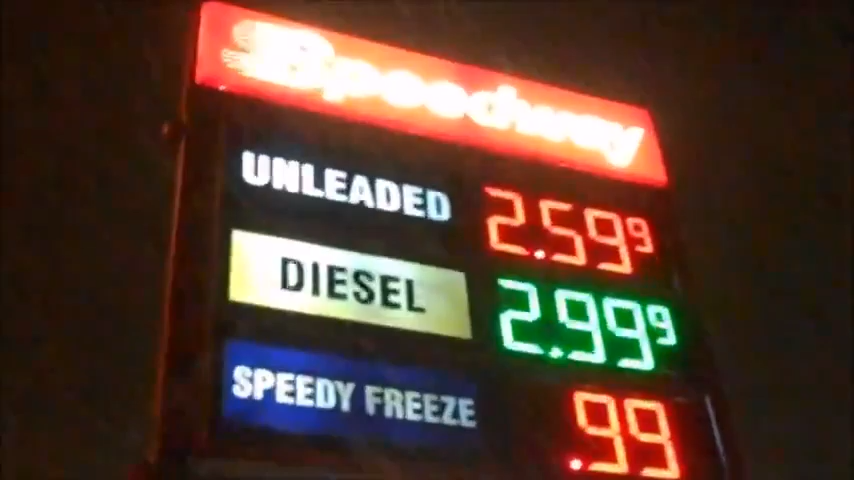 Speedway
UNLEADED 2.59⁹
DIESEL 2.99⁹
SPEEDY FREEZE .99